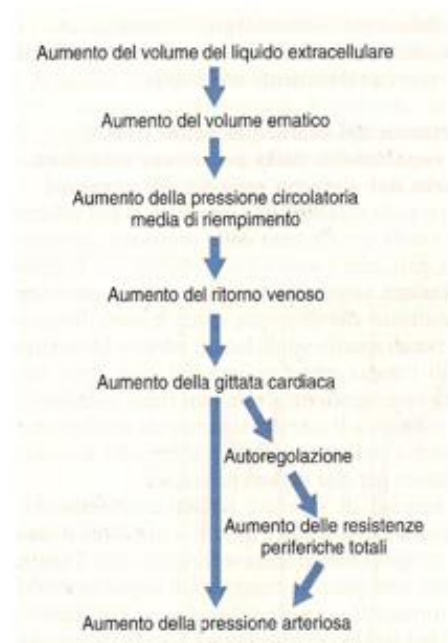 Aumento del volume del liquido extracellulare
Aumento del volume ematico
Aumento della pressione circolatoria
media di riempimento
Aumento del ritorno venoso
Aumento della gittata cardiaca
Autoregolazione
Aumento delle resistenze
periferiche totali
Aumento della pressione arteriosa